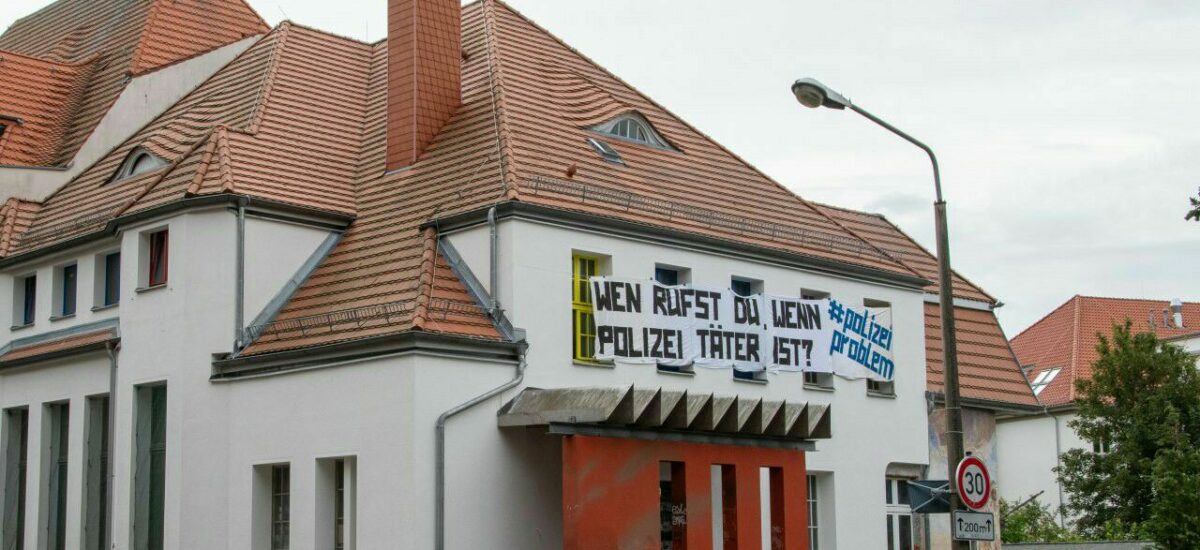 WEN RUFST DU, WENN
POLIZEI TÄTER IST?
#polizei
problem
30
200m